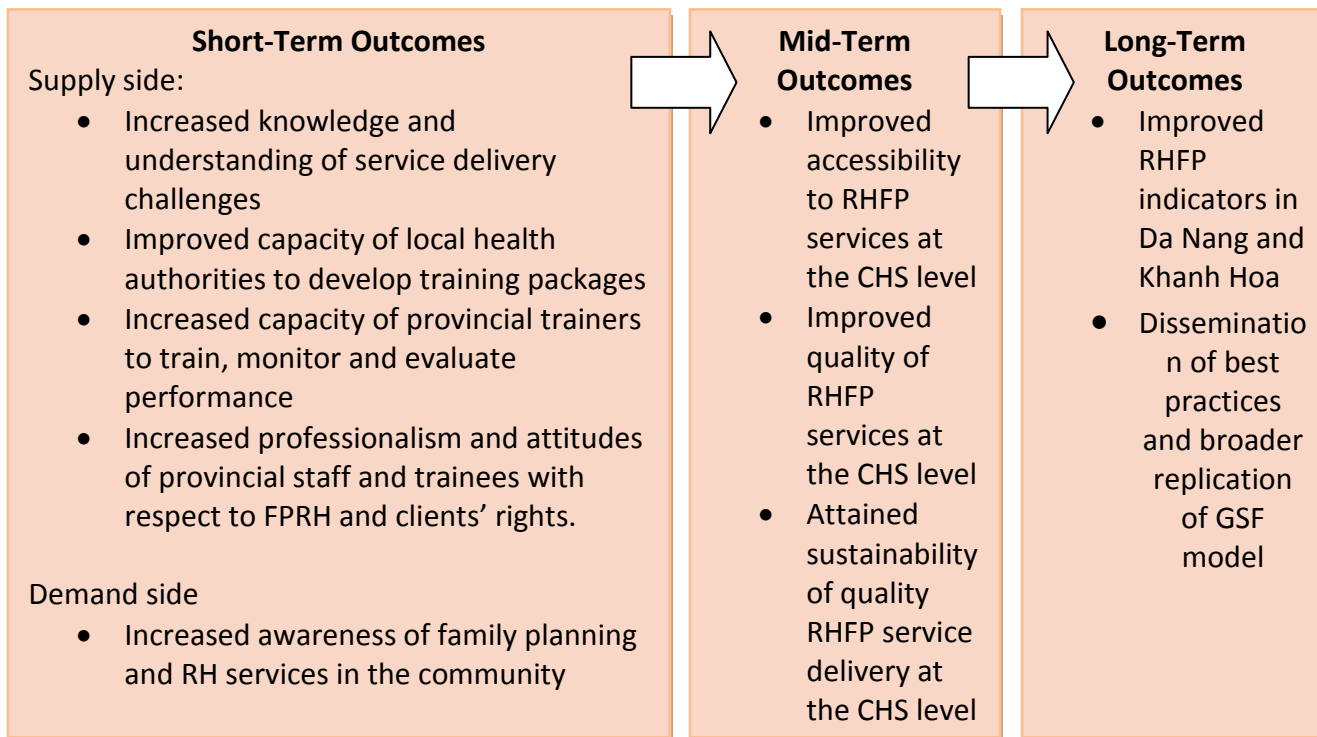 Short-Term Outcomes
Supply side:
• Increased knowledge and
understanding of service delivery
challenges
• Improved capacity of local health
authorities to develop training packages
• Increased capacity of provincial trainers
to train, monitor and evaluate
performance
• Increased professionalism and attitudes
of provincial staff and trainees with
respect to FPRH and clients’ rights.
Demand side
• Increased awareness of family planning
and RH services in the community
Mid-Term
Outcomes
• Improved
accessibility
to RHFP
services at
the CHS level
• Improved
quality of
RHFP
services at
the CHS level
• Attained
sustainability
of quality
RHFP service
delivery at
the CHS level
Long-Term
Outcomes
• Improved
RHFP
indicators in
Da Nang and
Khanh Hoa
• Disseminatio
n of best
practices
and broader
replication
of GSF
model